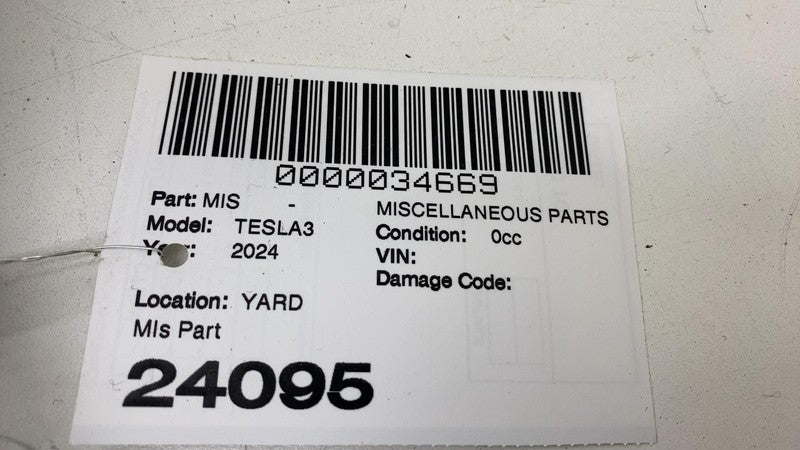 0000034669
Part: MIS - MISCELLANEOUS PARTS
Model: TESLA3 Condition: 0cc
2024 VIN:
Damage Code:
Location: YARD
MIs Part
24095